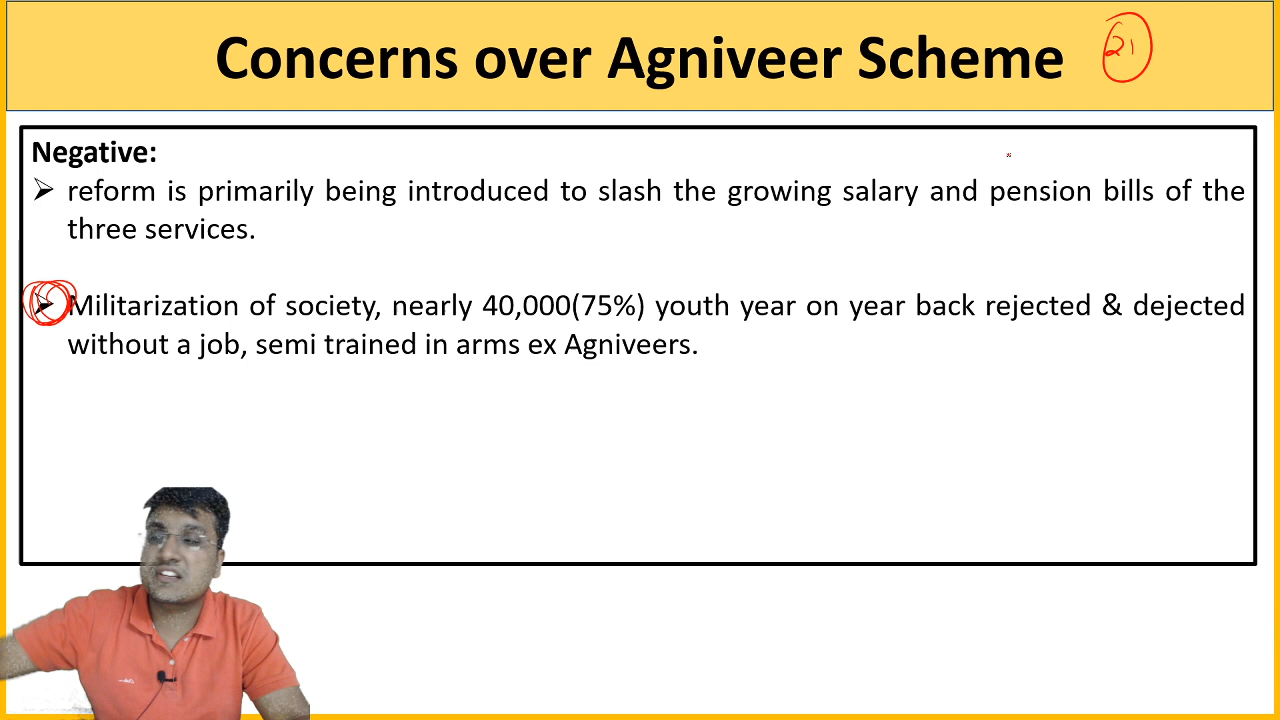 Concerns over Agniveer Scheme 21
Negative:
➢ reform is primarily being introduced to slash the growing salary and pension bills of the
three services.
➢ Militarization of society, nearly 40,000(75%) youth year on year back rejected & dejected
without a job, semi trained in arms ex Agniveers.